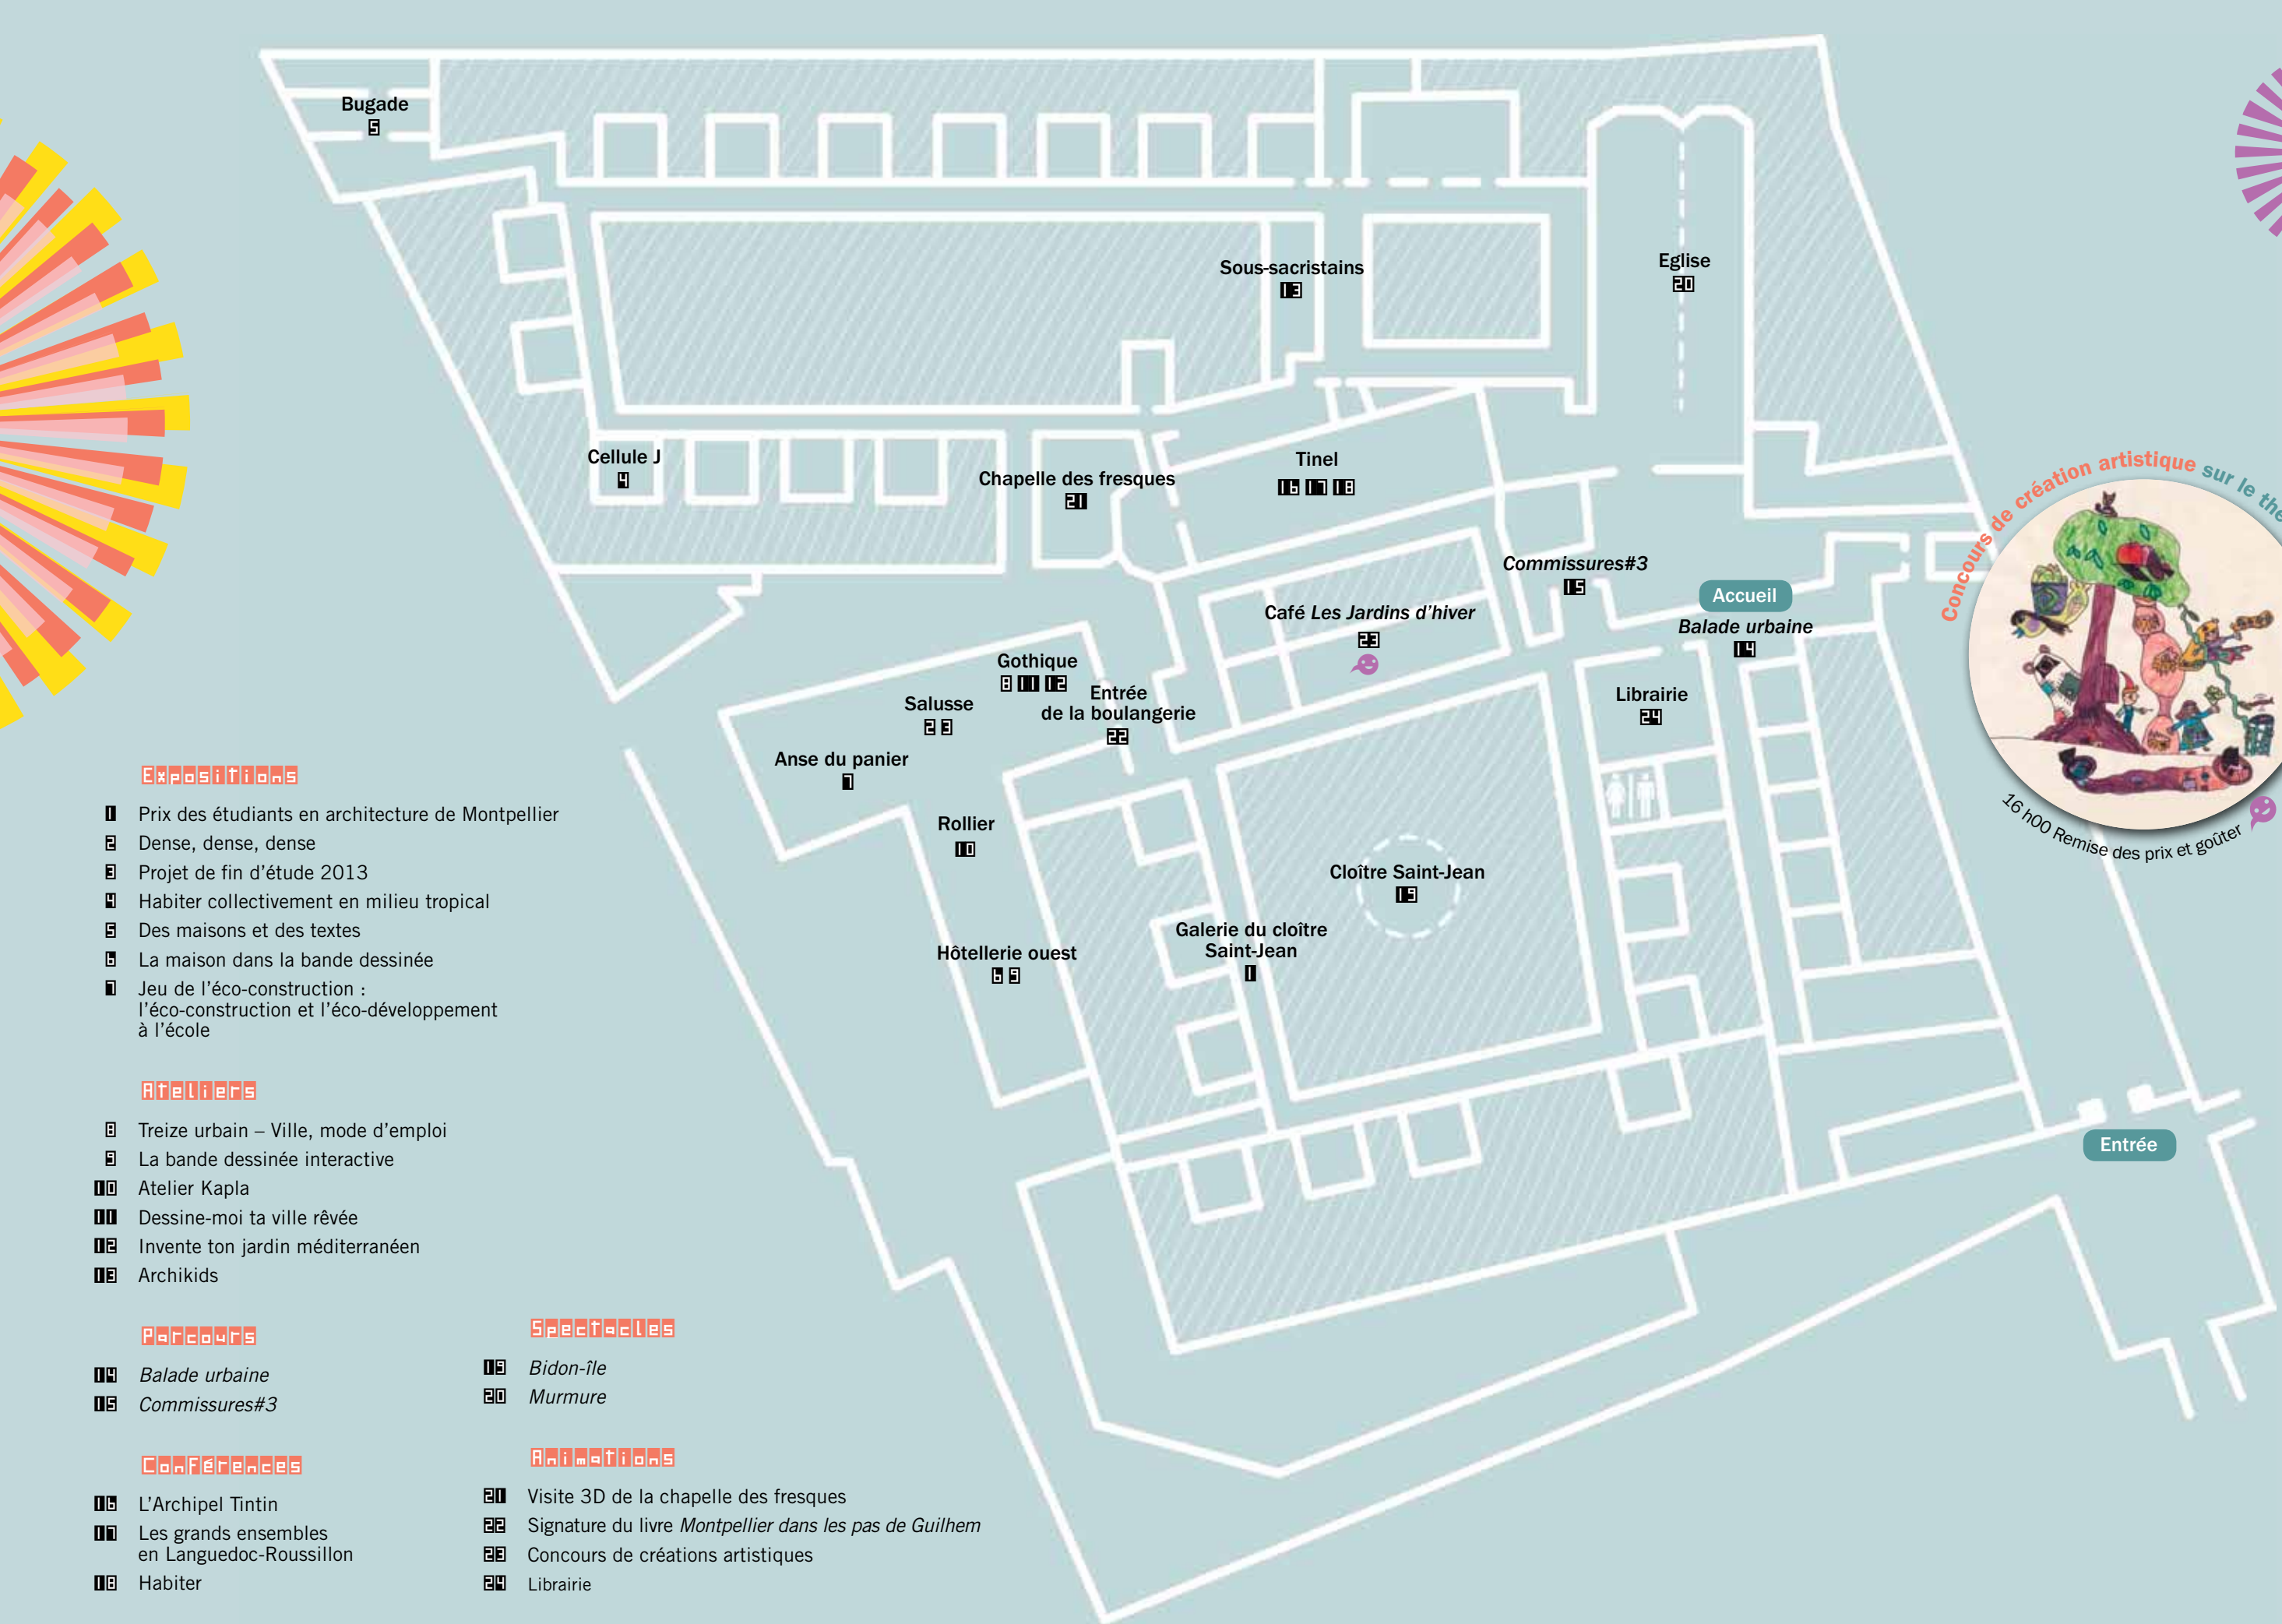 Bugade
5
Sous-sacristains
13
Eglise
20
Cellule J
4
Chapelle des fresques
21
Tinel
16 17 18
Commissures#3
15
Café Les Jardins d'hiver
23
Accueil
Balade urbaine
14
Gothique
8 11 12
Entrée
de la boulangerie
22
Salusse
2 3
Librairie
24
Anse du panier
7
Rollier
10
Cloître Saint-Jean
19
Galerie du cloître
Saint-Jean
1
Hôtellerie ouest
6 9
Entrée
Concours de création artistique sur le
16 h00 Remise des prix et goûter
Expositions
1 Prix des étudiants en architecture de Montpellier
2 Dense, dense, dense
3 Projet de fin d'étude 2013
4 Habiter collectivement en milieu tropical
5 Des maisons et des textes
6 La maison dans la bande dessinée
7 Jeu de l'éco-construction :
l'éco-construction et l'éco-développement
à l'école
Ateliers
8 Treize urbain – Ville, mode d'emploi
9 La bande dessinée interactive
10 Atelier Kapla
11 Dessine-moi ta ville rêvée
12 Invente ton jardin méditerranéen
13 Archikids
Parcours
14 Balade urbaine
15 Commissures#3
Conférences
16 L'Archipel Tintin
17 Les grands ensembles
en Languedoc-Roussillon
18 Habiter
Spectacles
19 Bidon-île
20 Murmure
Animations
21 Visite 3D de la chapelle des fresques
22 Signature du livre Montpellier dans les pas de Guilhem
23 Concours de créations artistiques
24 Librairie